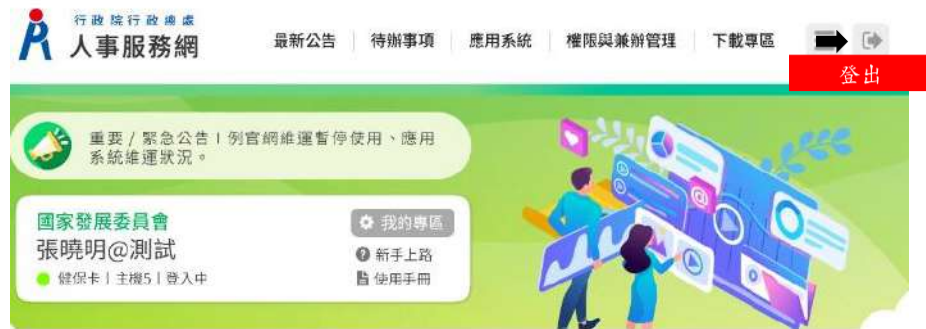 行政院行政總處
人事服務網
最新公告 | 待辦事項 | 應用系統 | 權限與兼辦管理 | 下載專區
登出
重要 / 緊急公告 I 例官網維運暫停使用、應用
系統維運狀況。
國家發展委員會
我的專區
張曉明@測試
新手上路
健保卡 | 主機5 | 登入中
使用手冊
@